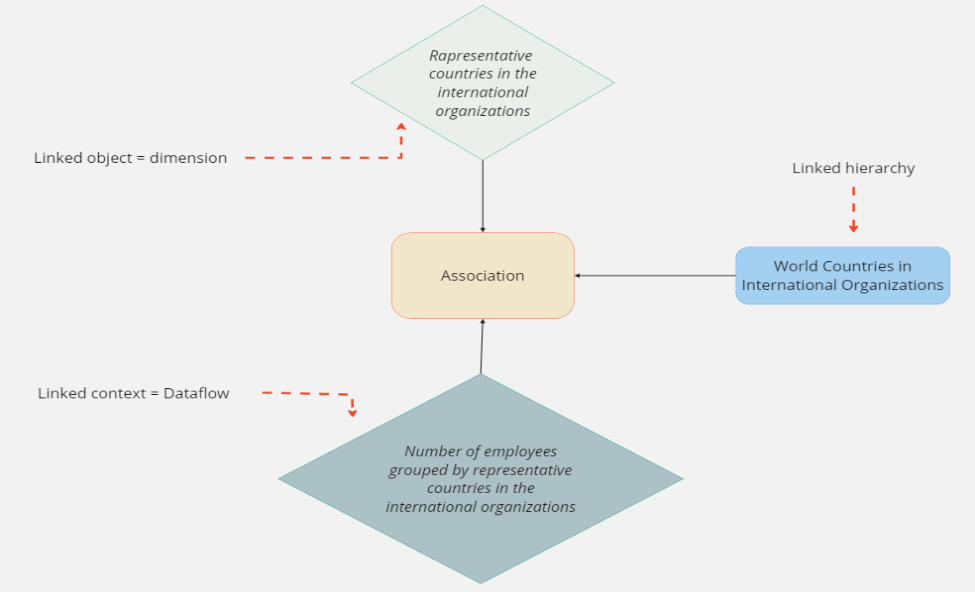 Rapresentative
countries in the
international
organizations
Linked object = dimension
Linked hierarchy
Association
World Countries in
International Organizations
Linked context = Dataflow
Number of employees
grouped by representative
countries in the
international organizations